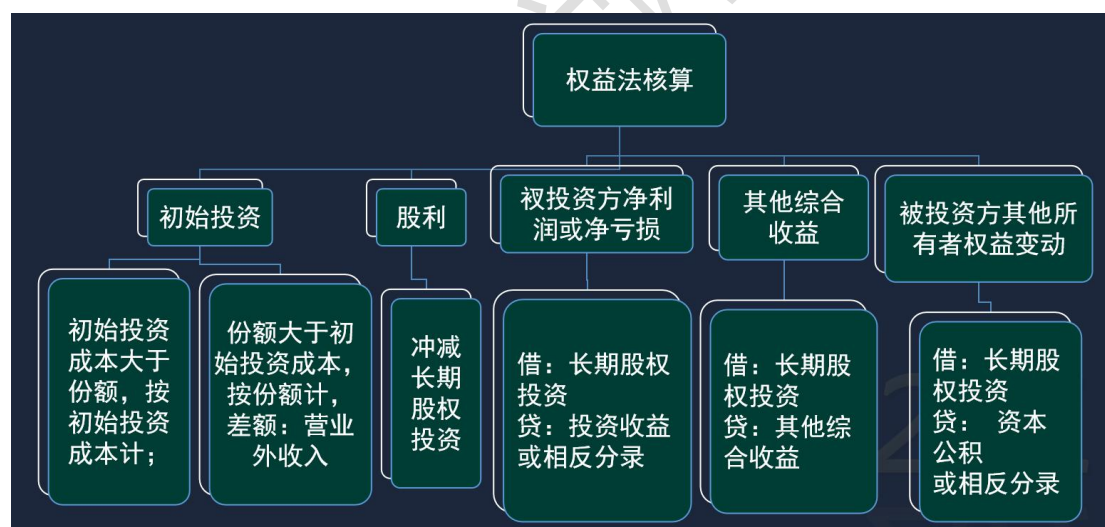 权益法核算
初始投资
股利
被投资方净利
润或净亏损
其他综合
收益
被投资方其他所
有者权益变动
初始投资
成本大于
份额，按
初始投资
成本计；
份额大于初
始投资成本，
按份额计，
差额：营业
外收入
冲减
长期
股权
投资
借：长期股权
投资
贷：投资收益
或相反分录
借：长期股
权投资
贷：其他综
合收益
借：长期股
权投资
贷： 资本
公积
或相反分录